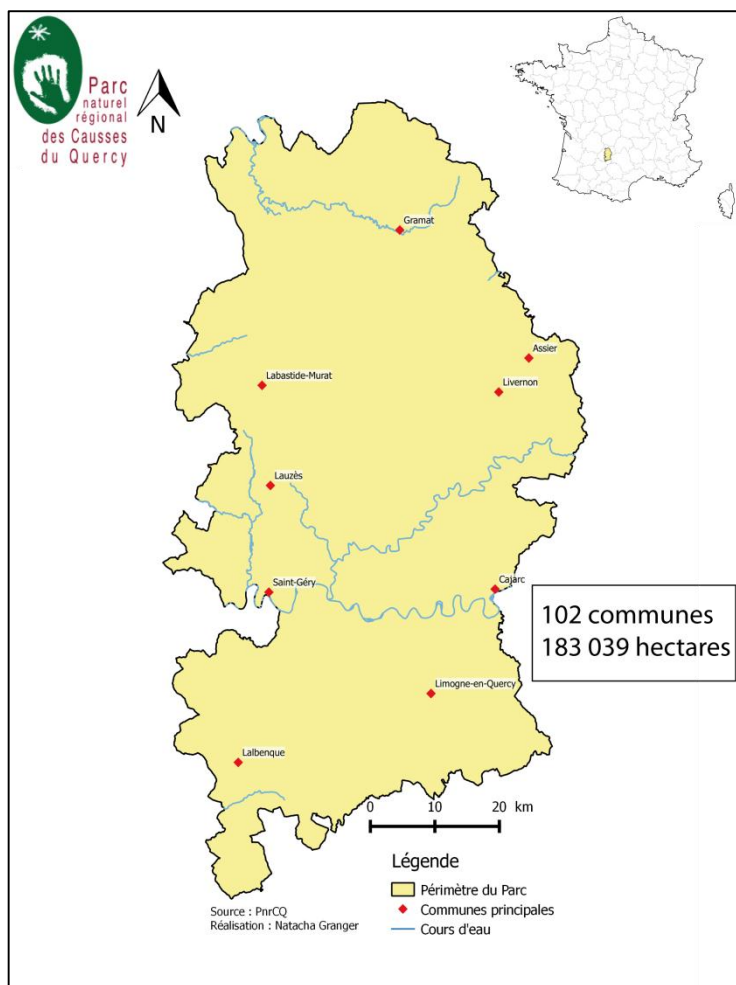 Parc
naturel
régional
des Causses
du Quercy
N
Gramat
Assier
Labastide-Murat
Livernon
Lauzès
Saint-Géry
Cajarc
102 communes
183 039 hectares
Limogne-en-Quercy
Lalbenque
0 10 20 km
Légende
Périmètre du Parc
Communes principales
Cours d'eau
Source : PnrCQ
Réalisation : Natacha Granger